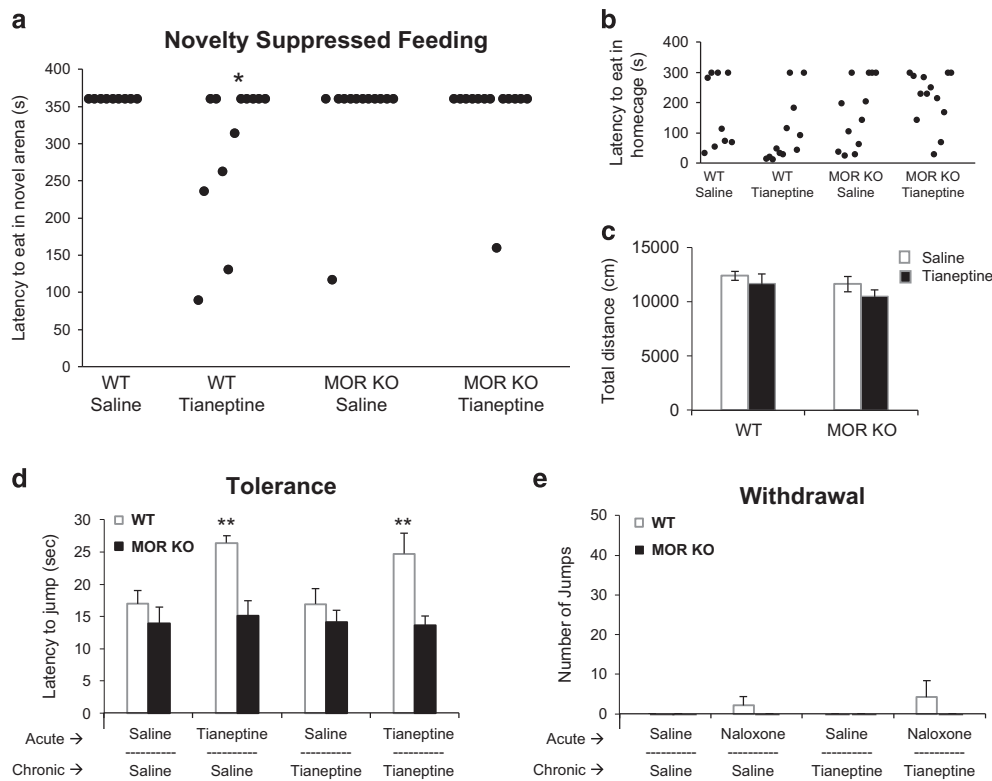 a
Novelty Suppressed Feeding
Latency to eat in novel arena (s)
400
350
300
250
200
150
100
50
0
*
WT
Saline
WT
Tianeptine
MOR KO
Saline
MOR KO
Tianeptine
b
Latency to eat in
homecage (s)
400
300
200
100
0
WT
Saline
WT
Tianeptine
MOR KO
Saline
MOR KO
Tianeptine
c
Total distance (cm)
15000
10000
5000
0
Saline
Tianeptine
WT
MOR KO
d
Tolerance
Latency to jump (sec)
30
25
20
15
10
5
0
WT
MOR KO
**
**
Acute → Saline Tianeptine Saline Tianeptine
---------- ---------- ---------- ----------
Chronic → Saline Saline Tianeptine Tianeptine
e
Withdrawal
Number of Jumps
50
40
30
20
10
0
WT
MOR KO
Acute → Saline Naloxone Saline Naloxone
---------- ---------- ---------- ----------
Chronic → Saline Saline Tianeptine Tianeptine